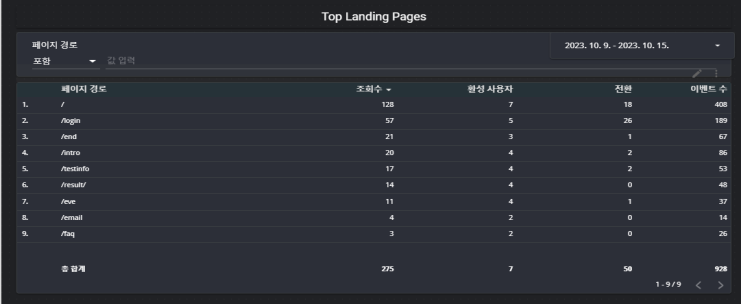 Top Landing Pages
페이지 경로
2023. 10. 9. - 2023. 10. 15.
포함 값 입력
페이지 경로 조회수 활성 사용자 전환 이벤트 수
1. / 128 7 18 408
2. /login 57 5 26 189
3. /end 21 3 1 67
4. /intro 20 4 2 86
5. /testinfo 17 4 2 53
6. /result/ 14 4 0 48
7. /eve 11 4 1 37
8. /email 4 2 0 14
9. /faq 3 2 0 26
총 합계 275 7 50 928
1 - 9 / 9